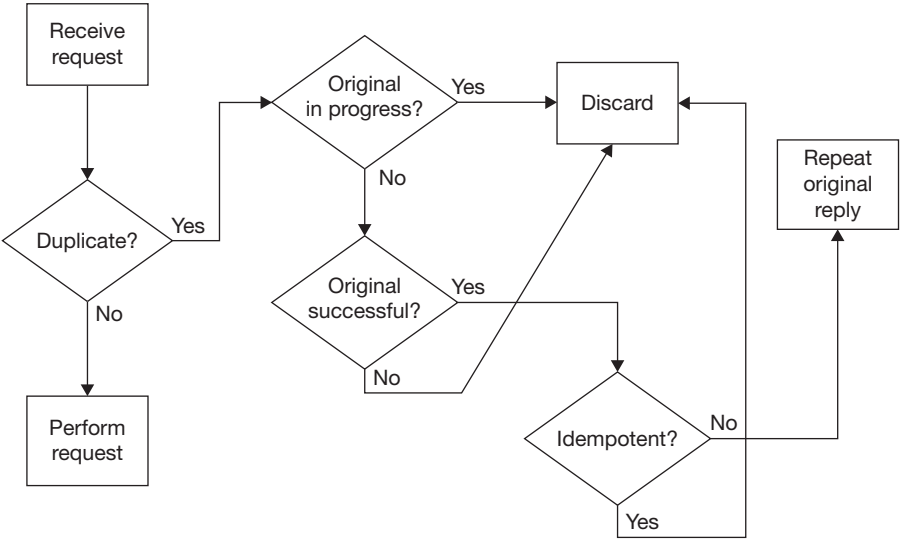 Receive
request
Duplicate?
Yes
No
Perform
request
Original
in progress?
Yes
No
Original
successful?
Yes
No
Discard
Idempotent?
No
Yes
Repeat
original
reply